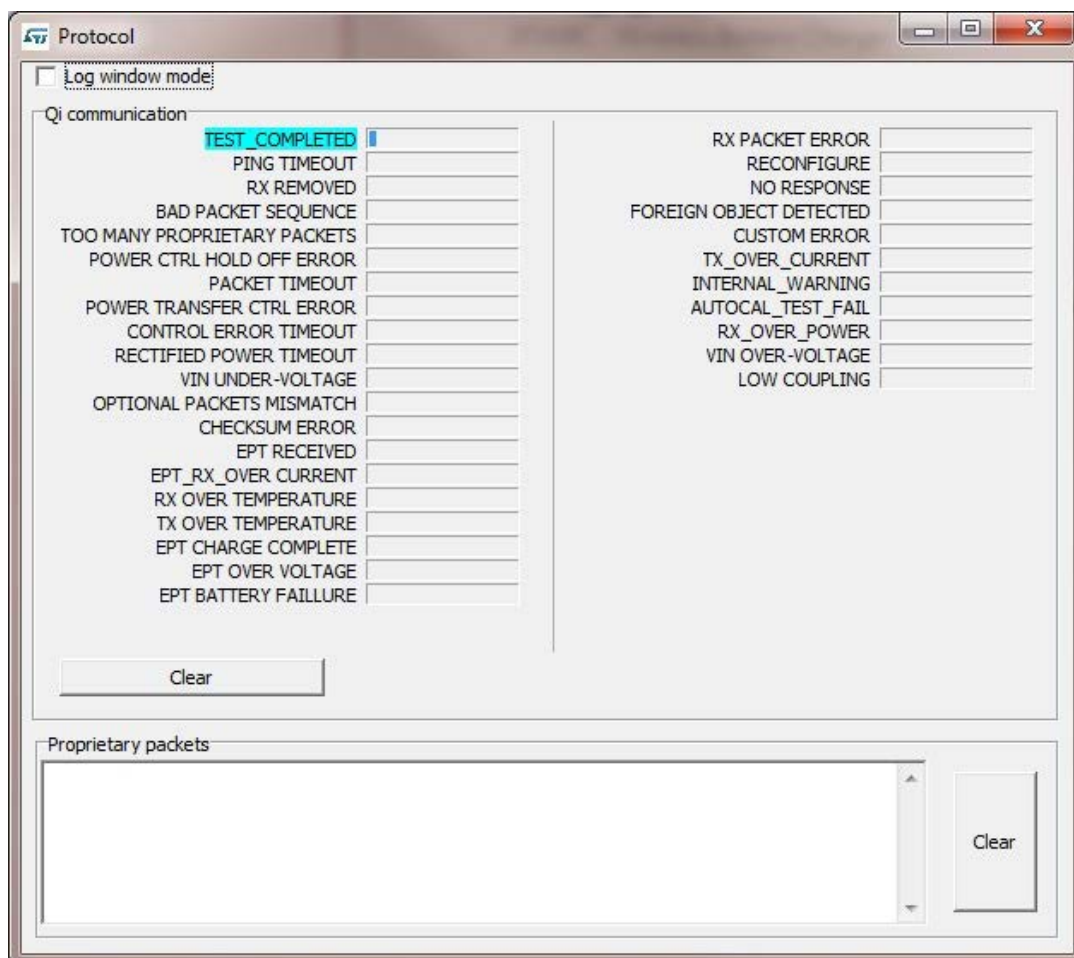 Protocol
Log window mode
Qi communication
TEST_COMPLETED
PING TIMEOUT
RX REMOVED
BAD PACKET SEQUENCE
TOO MANY PROPRIETARY PACKETS
POWER CTRL HOLD OFF ERROR
PACKET TIMEOUT
POWER TRANSFER CTRL ERROR
CONTROL ERROR TIMEOUT
RECTIFIED POWER TIMEOUT
VIN UNDER-VOLTAGE
OPTIONAL PACKETS MISMATCH
CHECKSUM ERROR
EPT RECEIVED
EPT_RX_OVER CURRENT
RX OVER TEMPERATURE
TX OVER TEMPERATURE
EPT CHARGE COMPLETE
EPT OVER VOLTAGE
EPT BATTERY FAILLURE
RX PACKET ERROR
RECONFIGURE
NO RESPONSE
FOREIGN OBJECT DETECTED
CUSTOM ERROR
TX_OVER_CURRENT
INTERNAL_WARNING
AUTOCAL_TEST_FAIL
RX_OVER_POWER
VIN OVER-VOLTAGE
LOW COUPLING
Clear
Proprietary packets
Clear